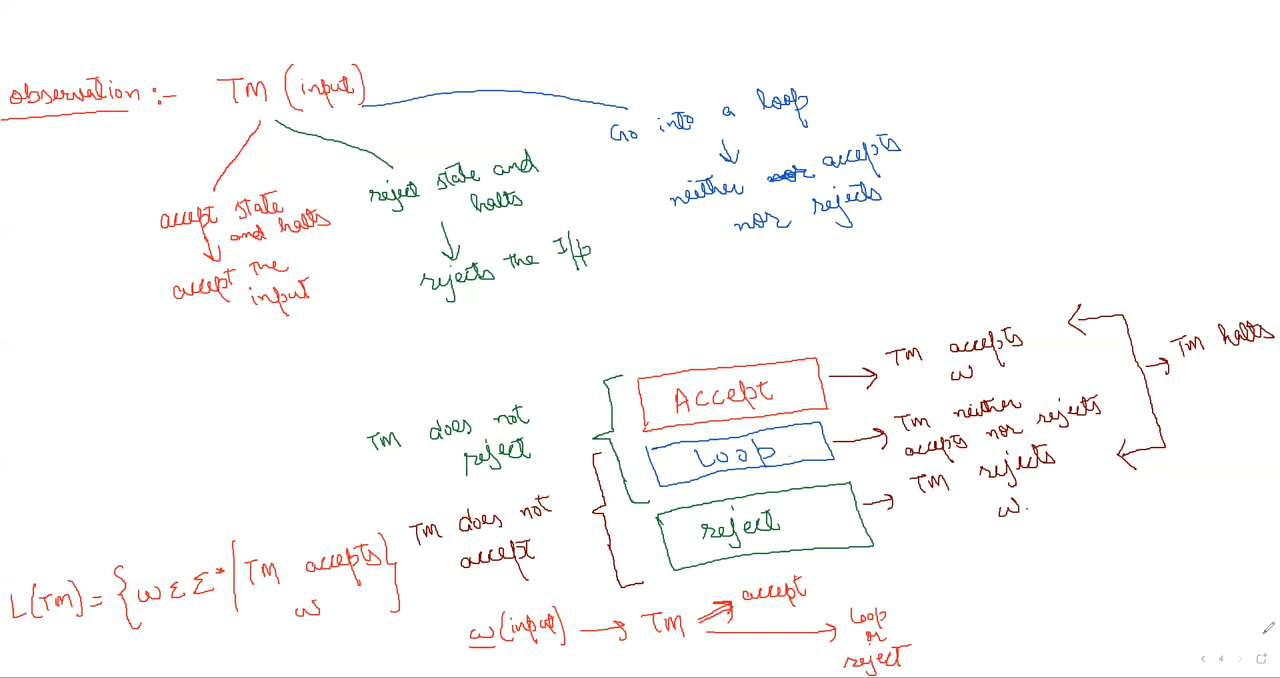 observation :- TM (input)
Go into a loop
neither accepts
nor rejects
reject state and
halts
rejects the I/p
accept state
and halts
accept the
input
Accept
Loop
reject
TM accepts
w
TM neither
accepts nor rejects
TM rejects
w.
TM halts
TM does not
reject
TM does not
accept
L(TM) = { w ε Σ* | TM accepts
w }
w (input) → TM
accept
Loop
or
reject
4